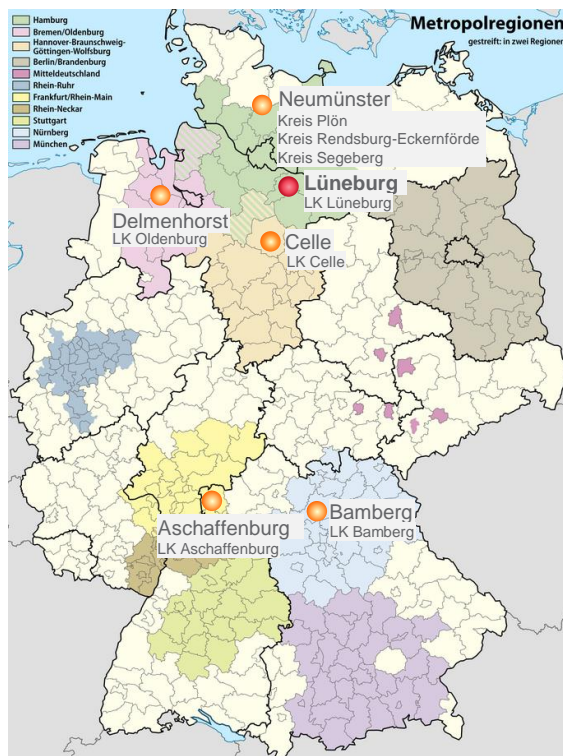 Metropolregionen
gestreift: in zwei Regionen
Hamburg
Bremen/Oldenburg
Hannover-Braunschweig-
Göttingen-Wolfsburg
Berlin/Brandenburg
Mitteldeutschland
Rhein-Ruhr
Frankfurt/Rhein-Main
Rhein-Neckar
Stuttgart
Nürnberg
München
Neumünster
Kreis Plön
Kreis Rendsburg-Eckernförde
Kreis Segeberg
Lüneburg
LK Lüneburg
Delmenhorst
LK Oldenburg
Celle
LK Celle
Aschaffenburg
LK Aschaffenburg
Bamberg
LK Bamberg